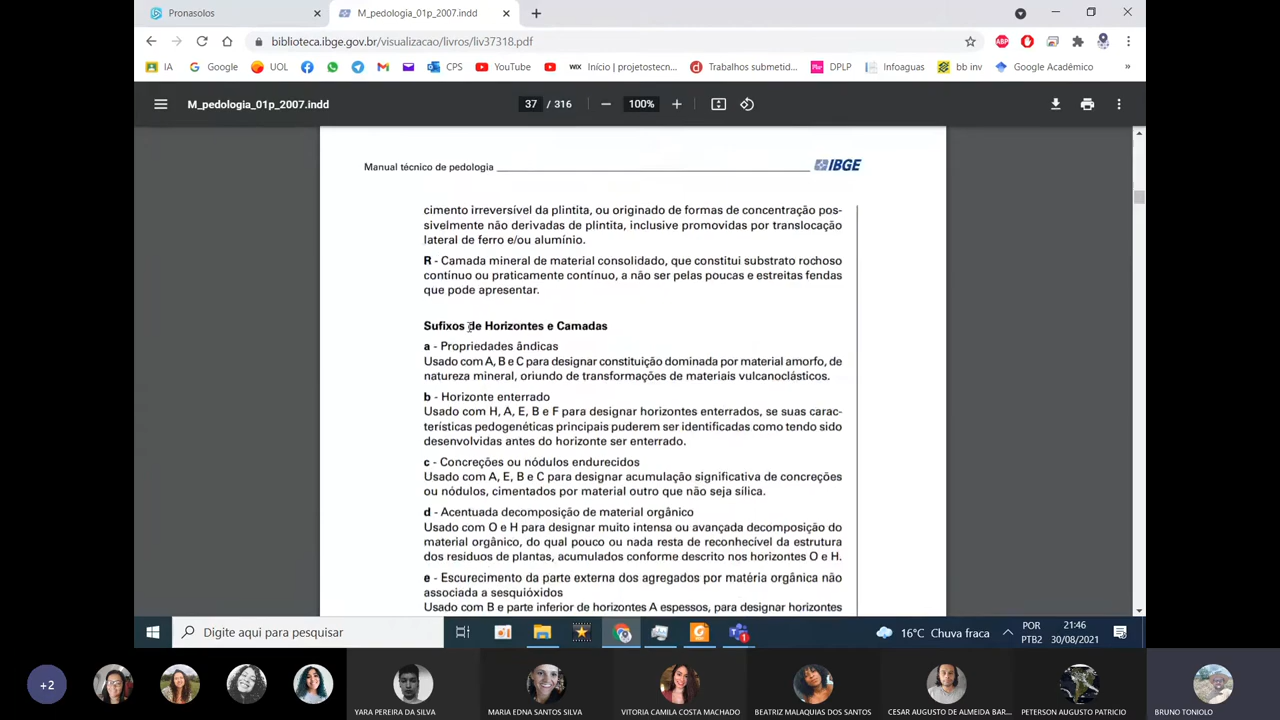 Pronasolos
M_pedologia_01p_2007.indd
biblioteca.ibge.gov.br/visualizacao/livros/liv37318.pdf
ABP
IA
Google
UOL
CPS
YouTube
WIX Início | projetostecn...
Trabalhos submetid...
DPLP
Infoaguas
bb inv
Google Acadêmico
»
M_pedologia_01p_2007.indd
37 / 316
100%
Manual técnico de pedologia
IBGE
cimento irreversível da plintita, ou originado de formas de concentração pos-
sivelmente não derivadas de plintita, inclusive promovidas por translocação
lateral de ferro e/ou alumínio.
R - Camada mineral de material consolidado, que constitui substrato rochoso
contínuo ou praticamente contínuo, a não ser pelas poucas e estreitas fendas
que pode apresentar.
Sufixos de Horizontes e Camadas
a - Propriedades ândicas
Usado com A, B e C para designar constituição dominada por material amorfo, de
natureza mineral, oriundo de transformações de materiais vulcanoclásticos.
b - Horizonte enterrado
Usado com H, A, E, B e F para designar horizontes enterrados, se suas carac-
terísticas pedogenéticas principais puderem ser identificadas como tendo sido
desenvolvidas antes do horizonte ser enterrado.
c - Concreções ou nódulos endurecidos
Usado com A, E, B e C para designar acumulação significativa de concreções
ou nódulos, cimentados por material outro que não seja sílica.
d - Acentuada decomposição de material orgânico
Usado com O e H para designar muito intensa ou avançada decomposição do
material orgânico, do qual pouco ou nada resta de reconhecível da estrutura
dos resíduos de plantas, acumulados conforme descrito nos horizontes O e H.
e - Escurecimento da parte externa dos agregados por matéria orgânica não
associada a sesquióxidos
Usado com B e parte inferior de horizontes A espessos, para designar horizontes
Digite aqui para pesquisar
16°C Chuva fraca
POR
PTB2
21:46
30/08/2021
+2
YARA PEREIRA DA SILVA
MARIA EDNA SANTOS SILVA
VITORIA CAMILA COSTA MACHADO
BEATRIZ MALAQUIAS DOS SANTOS
CESAR AUGUSTO DE ALMEIDA BAR...
PETERSON AUGUSTO PATRICIO
BRUNO TONIOLO